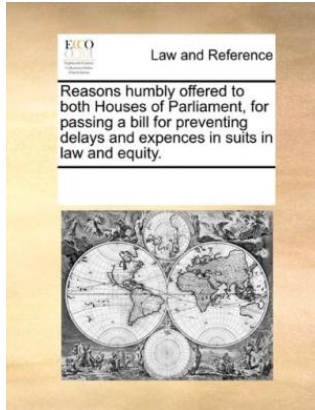 ECCO
Law and Reference
Reasons humbly offered to
both Houses of Parliament, for
passing a bill for preventing
delays and expences in suits in
law and equity.